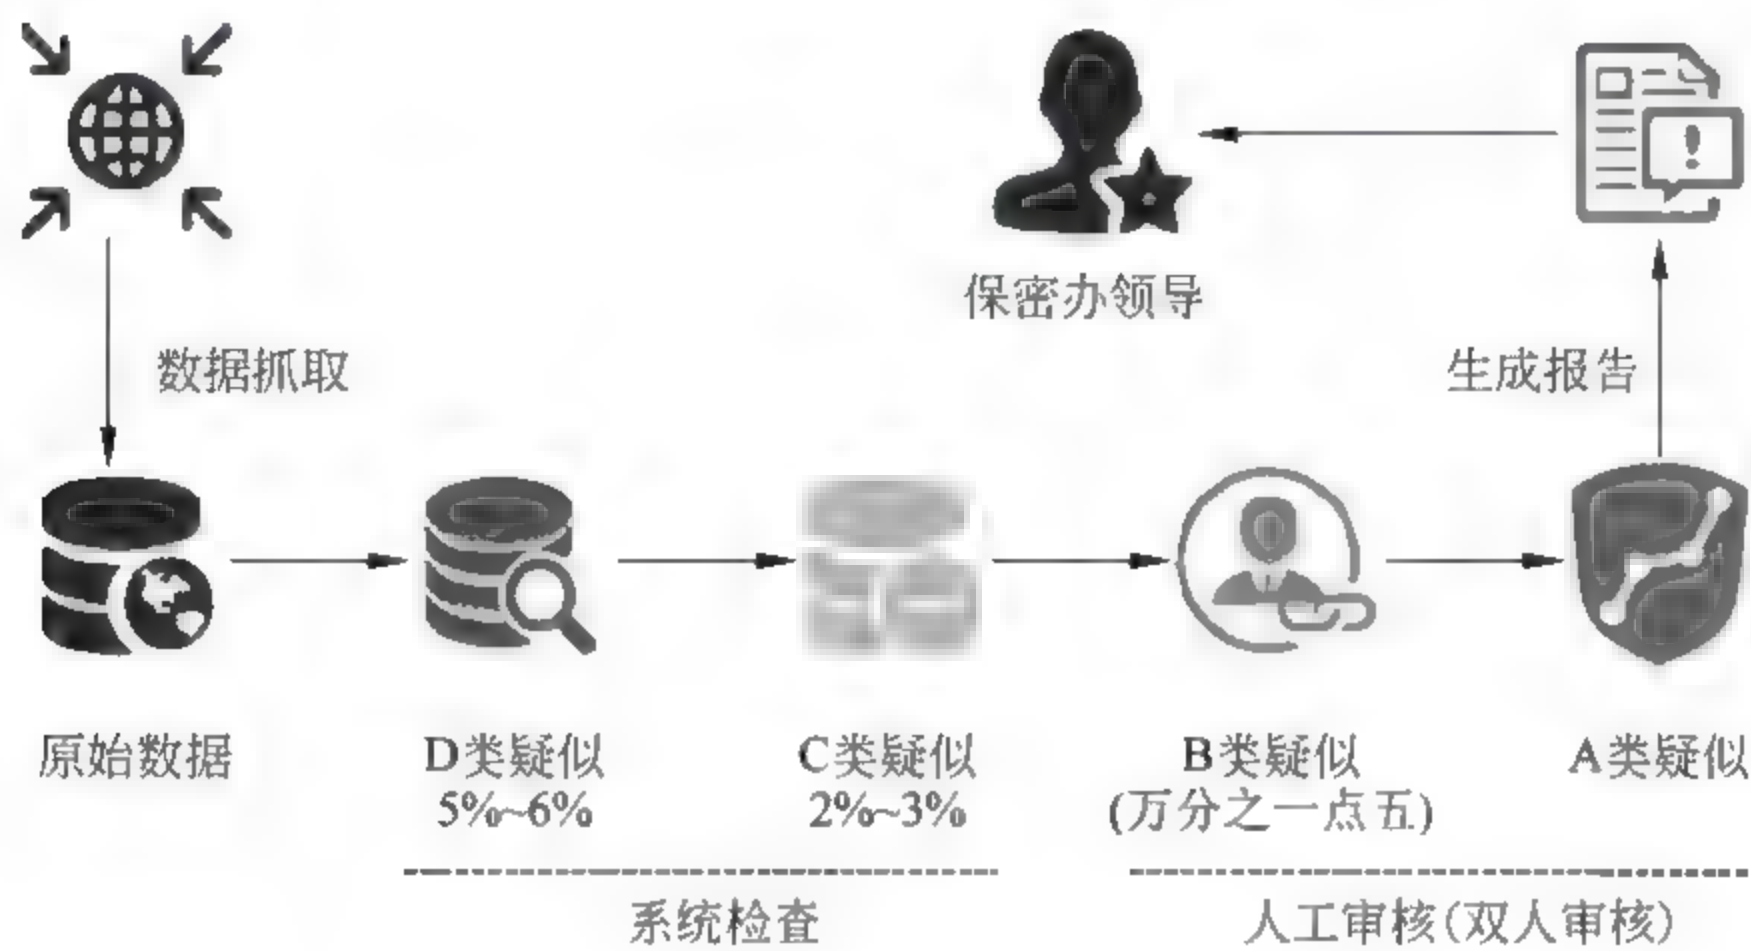 保密办领导
数据抓取
生成报告
原始数据
D类疑似
5%~6%
C类疑似
2%~3%
B类疑似
(万分之一点五)
A类疑似
系统检查
人工审核(双人审核)